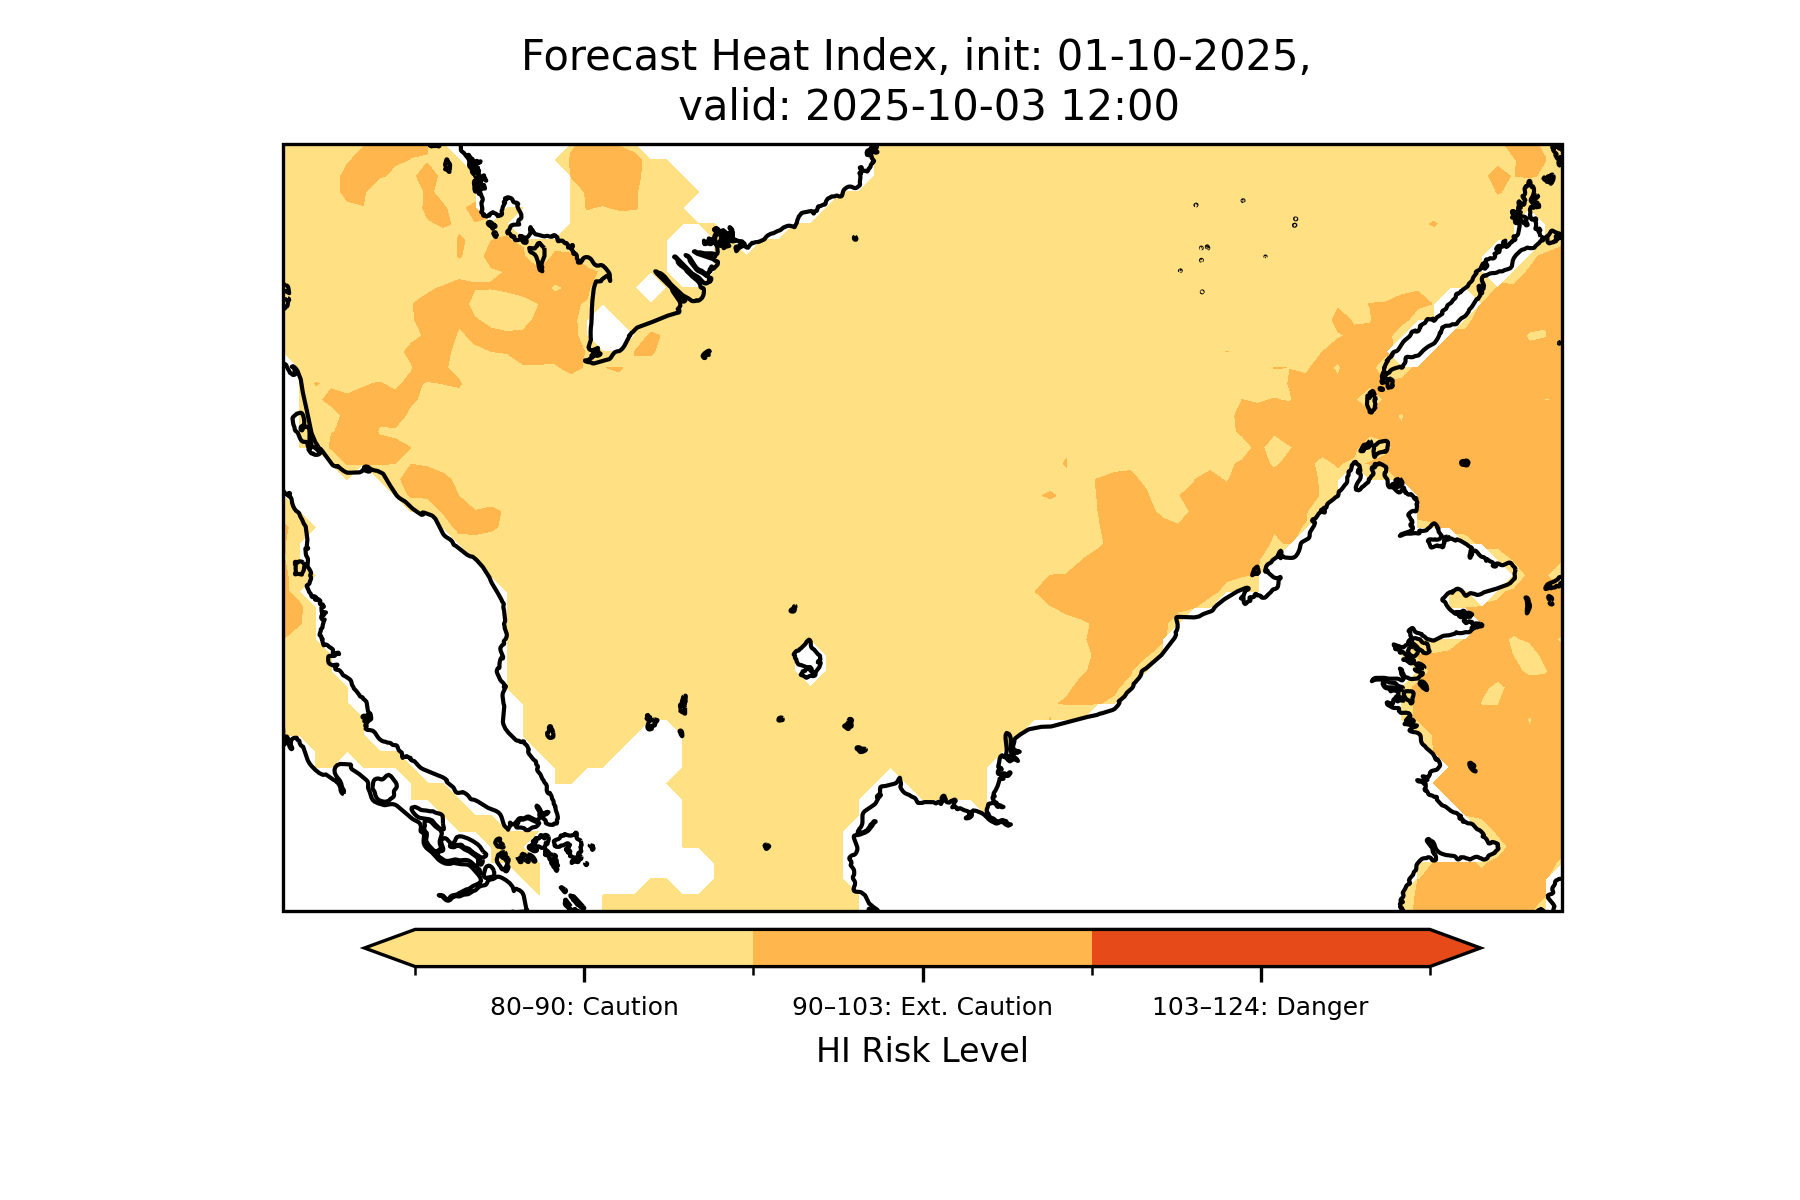 Forecast Heat Index, init: 01-10-2025,
valid: 2025-10-03 12:00
80–90: Caution
90–103: Ext. Caution
103–124: Danger
HI Risk Level